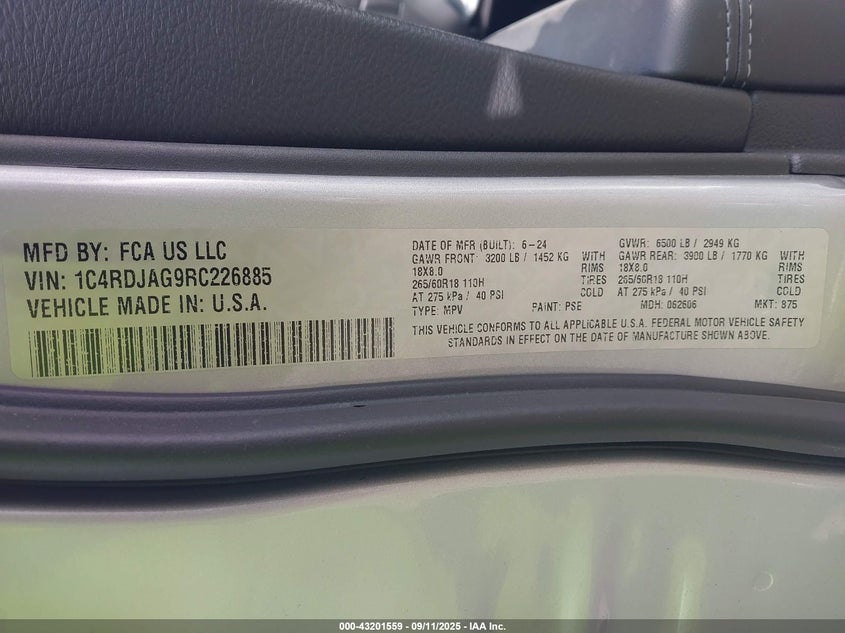 MFD BY: FCA US LLC
VIN: 1C4RDJAG9RC226885
VEHICLE MADE IN: U.S.A.
DATE OF MFR (BUILT): 6-24 GVWR: 6500 LB / 2949 KG
GAWR FRONT: 3200 LB / 1452 KG WITH GAWR REAR: 3900 LB / 1770 KG WITH
18X8.0 RIMS 18X8.0 RIMS
265/60R18 110H TIRES 265/60R18 110H TIRES
AT 275 kPa / 40 PSI COLD AT 275 kPa / 40 PSI COLD
TYPE: MPV PAINT: PSE MDH: 062606 MKT: 875
THIS VEHICLE CONFORMS TO ALL APPLICABLE U.S.A. FEDERAL MOTOR VEHICLE SAFETY
STANDARDS IN EFFECT ON THE DATE OF MANUFACTURE SHOWN ABOVE.
000-43201559 - 09/11/2025 - IAA Inc.